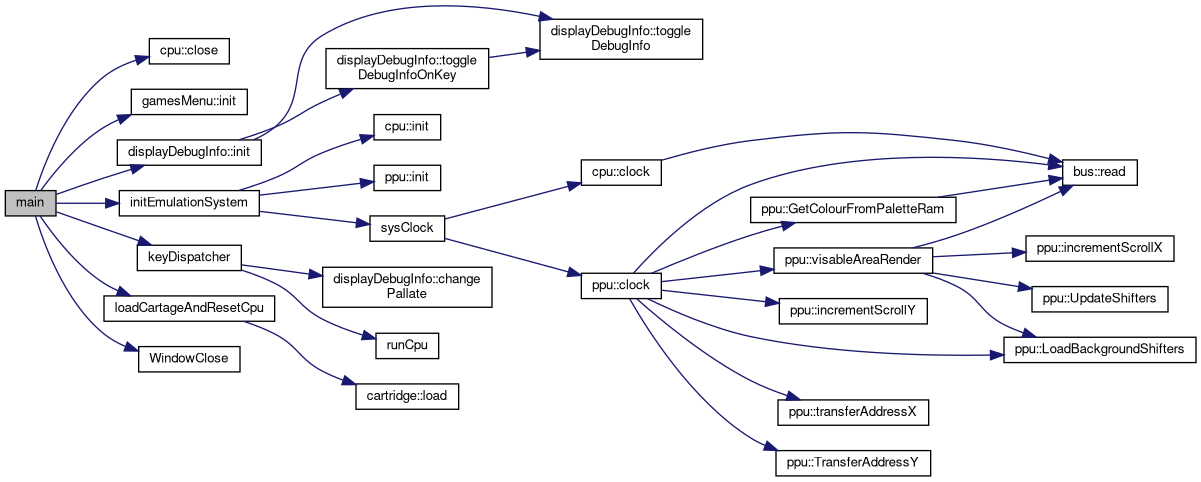 main
cpu::close
gamesMenu::init
displayDebugInfo::init
initEmulationSystem
keyDispatcher
loadCartageAndResetCpu
WindowClose
displayDebugInfo::toggle
DebugInfoOnKey
cpu::init
ppu::init
sysClock
displayDebugInfo::change
Pallate
runCpu
cartridge::load
displayDebugInfo::toggle
DebugInfo
cpu::clock
ppu::clock
ppu::GetColourFromPaletteRam
ppu::visableAreaRender
ppu::incrementScrollY
ppu::transferAddressX
ppu::TransferAddressY
bus::read
ppu::incrementScrollX
ppu::UpdateShifters
ppu::LoadBackgroundShifters